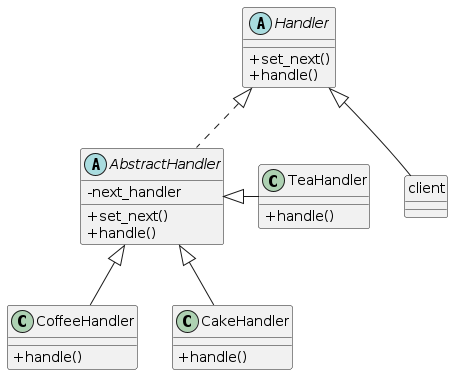 A Handler
+set_next()
+handle()
A AbstractHandler
-next_handler
+set_next()
+handle()
C TeaHandler
+handle()
client
C CoffeeHandler
+handle()
C CakeHandler
+handle()